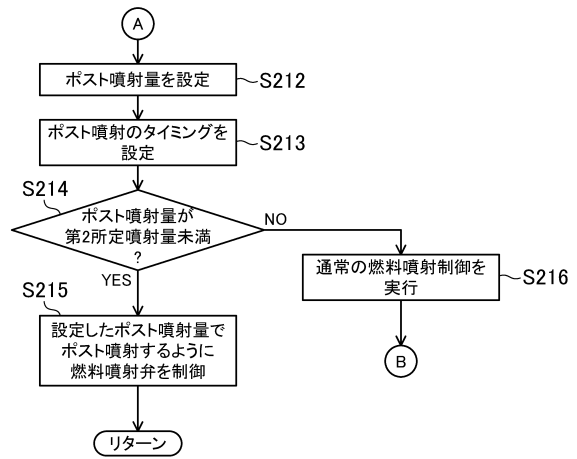 A
ポスト噴射量を設定
S212
ポスト噴射のタイミングを
設定
S213
S214
ポスト噴射量が
第2所定噴射量未満
?
NO
YES
通常の燃料噴射制御を
実行
S216
S215
設定したポスト噴射量で
ポスト噴射するように
燃料噴射弁を制御
B
リターン